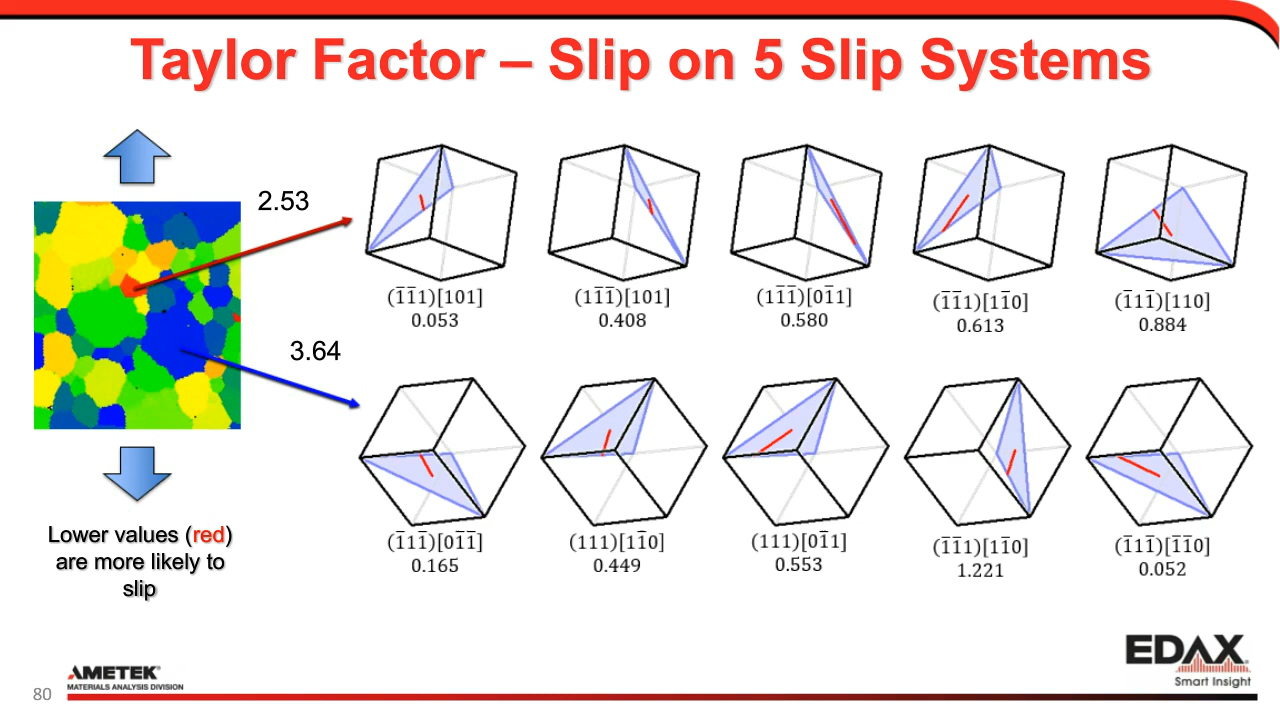 Taylor Factor – Slip on 5 Slip Systems
2.53
(1̅1̅1)[101]
0.053
(11̅1̅)[101]
0.408
(11̅1̅)[01̅1]
0.580
(1̅1̅1)[11̅0]
0.613
(1̅11̅)[110]
0.884
3.64
(1̅11̅)[01̅1̅]
0.165
(111)[11̅0]
0.449
(111)[01̅1]
0.553
(1̅1̅1)[11̅0]
1.221
(1̅11̅)[1̅1̅0]
0.052
Lower values (red)
are more likely to
slip
80
AMETEK®
MATERIALS ANALYSIS DIVISION
EDAX
Smart Insight